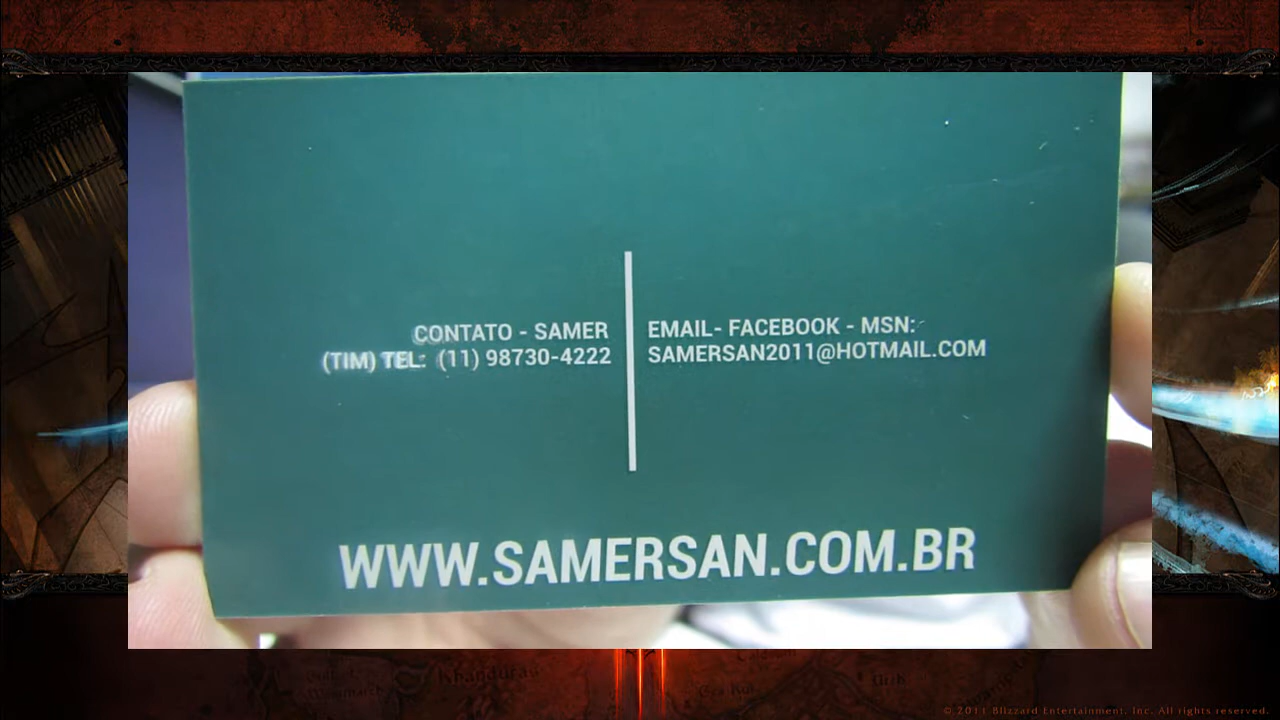 CONTATO - SAMER
(TIM) TEL: (11) 98730-4222
EMAIL- FACEBOOK - MSN:
SAMERSAN2011@HOTMAIL.COM
WWW.SAMERSAN.COM.BR
Khanduras
© 2011 Blizzard Entertainment, Inc. All rights reserved.